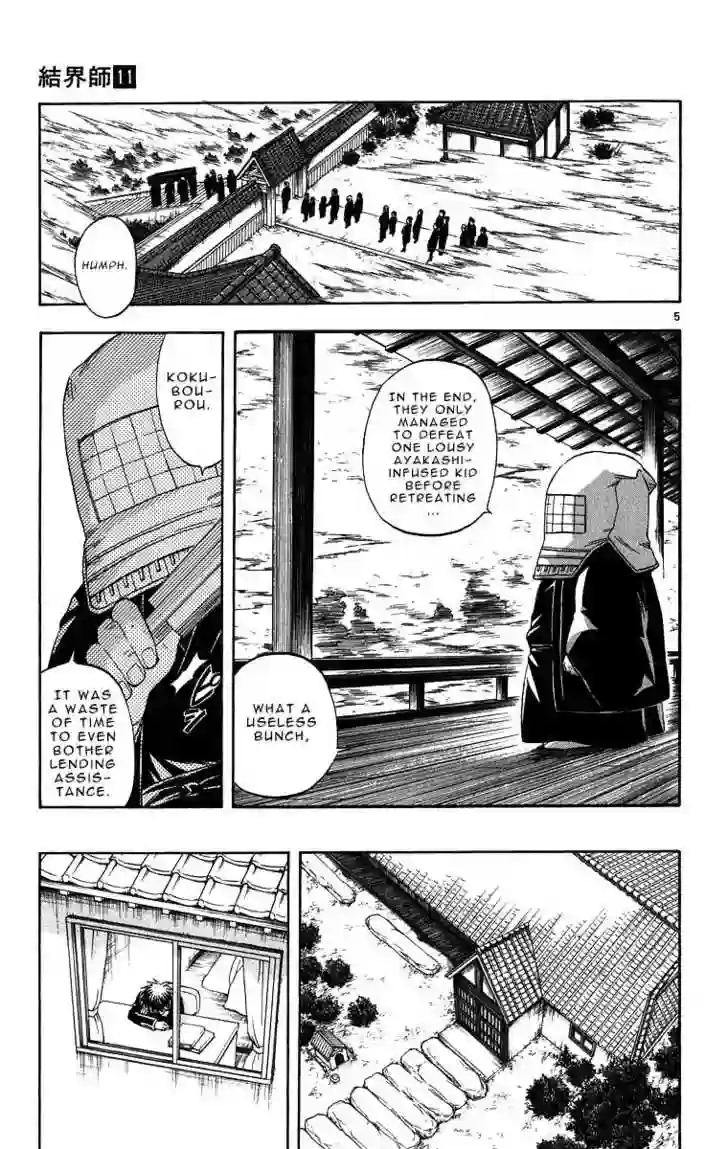 結界師11
HUMPH.
5
IN THE END,
THEY ONLY
MANAGED
TO DEFEAT
ONE LOUSY
AYAKASHI-
INFUSED KID
BEFORE
RETREATING
...
WHAT A
USELESS
BUNCH,
KOKU-
BOU-
ROU.
IT WAS
A WASTE
OF TIME
TO EVEN
BOTHER
LENDING
ASSIS-
TANCE.